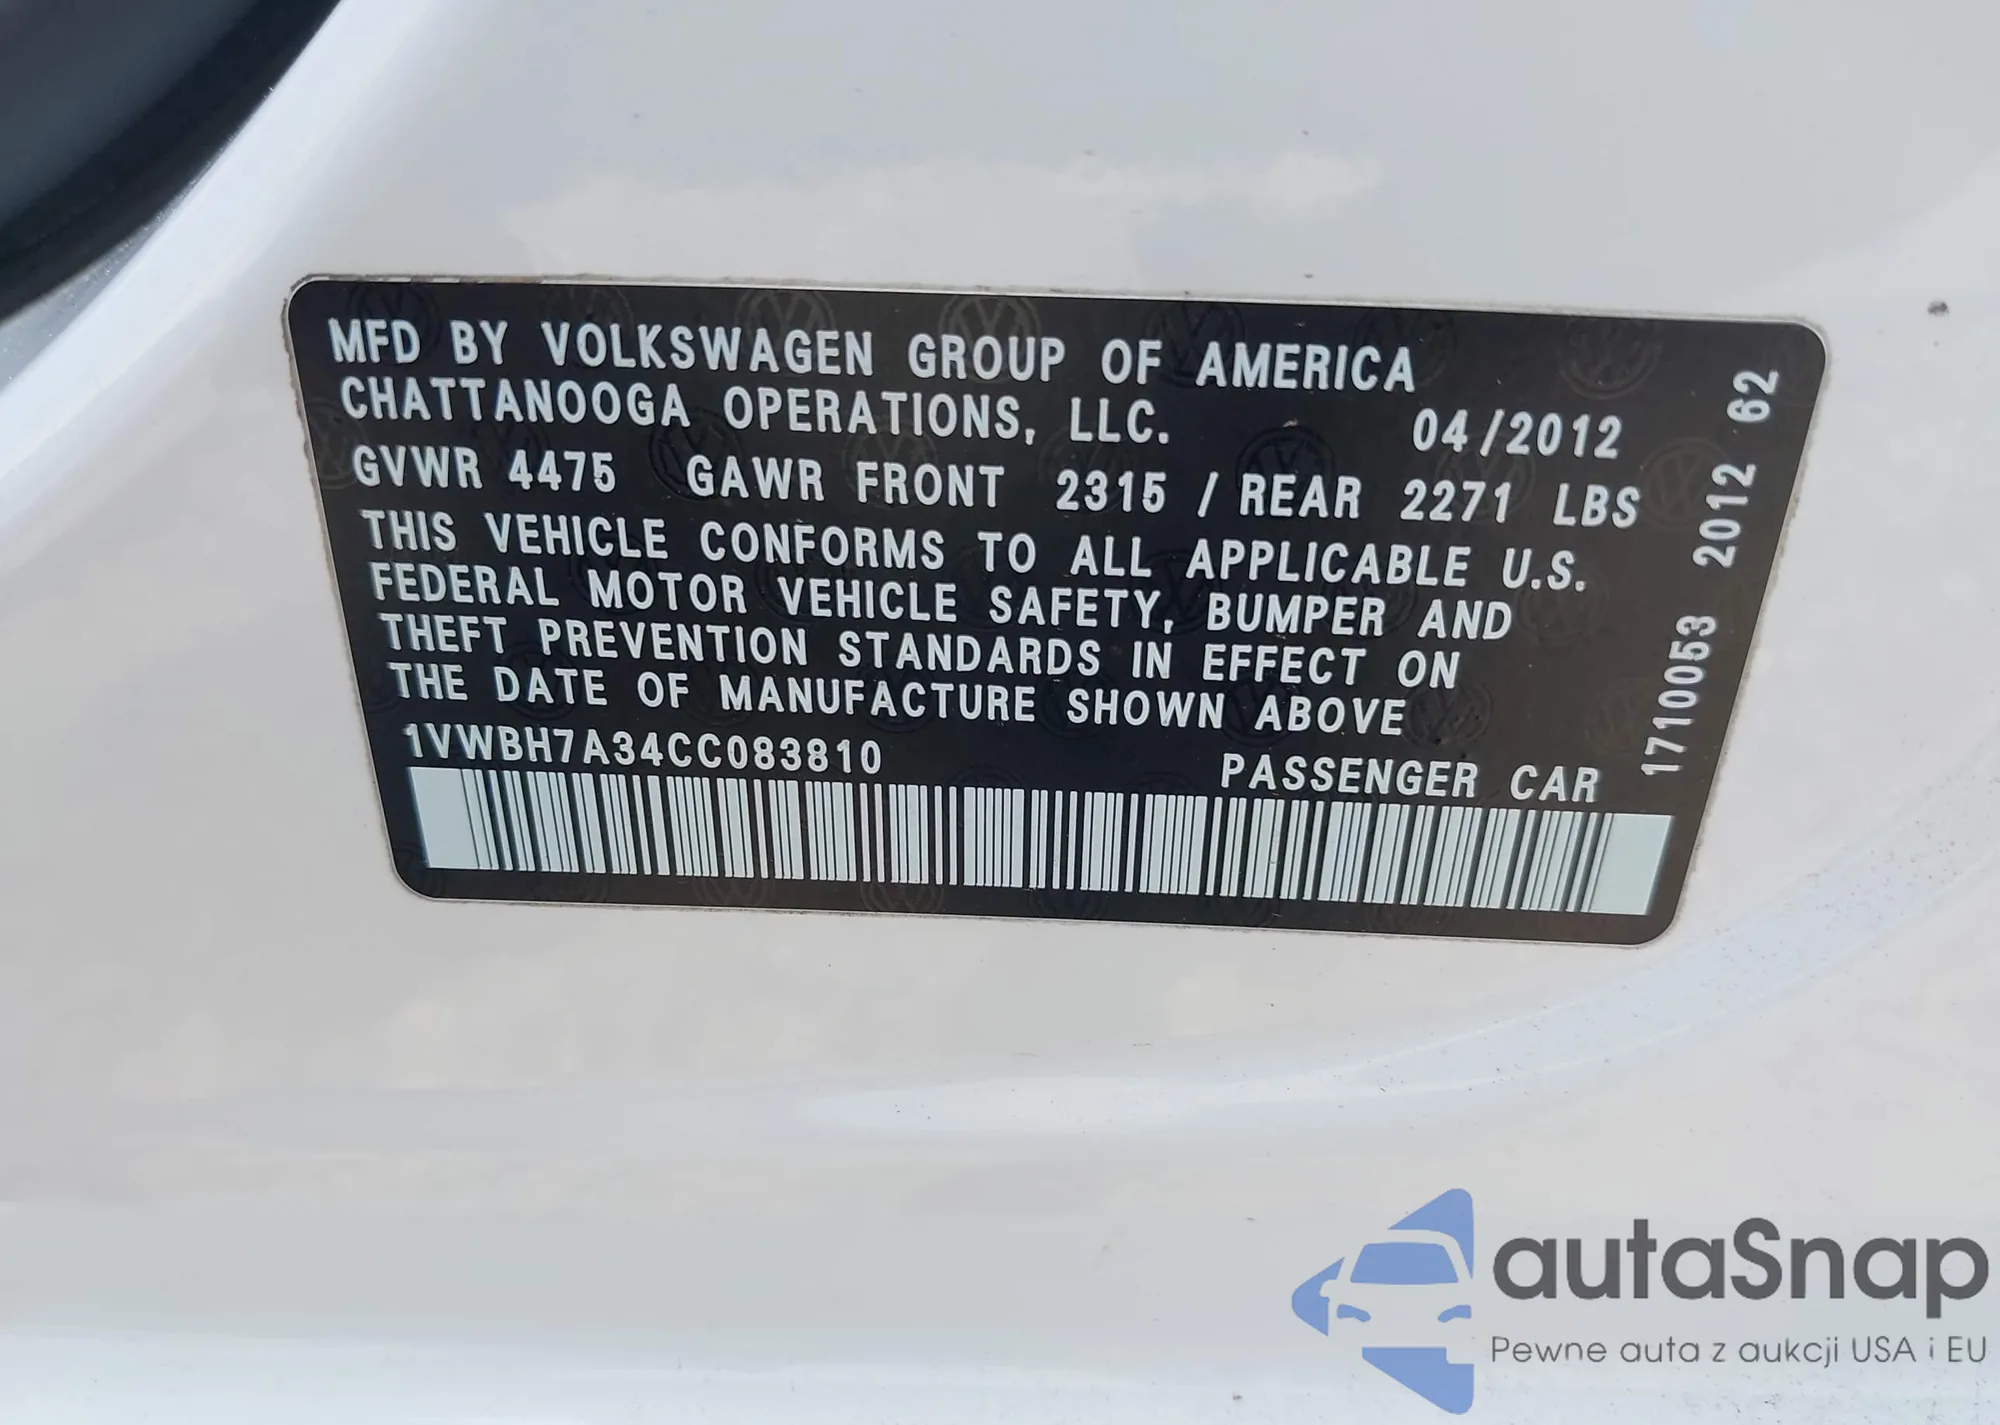 MFD BY VOLKSWAGEN GROUP OF AMERICA
CHATTANOOGA OPERATIONS, LLC. 04/2012
GVWR 4475 GAWR FRONT 2315 / REAR 2271 LBS
THIS VEHICLE CONFORMS TO ALL APPLICABLE U.S.
FEDERAL MOTOR VEHICLE SAFETY, BUMPER AND
THEFT PREVENTION STANDARDS IN EFFECT ON
THE DATE OF MANUFACTURE SHOWN ABOVE
1VWBH7A34CC083810 PASSENGER CAR
1710053 2012 62
autaSnap
Pewne auta z aukcji USA i EU